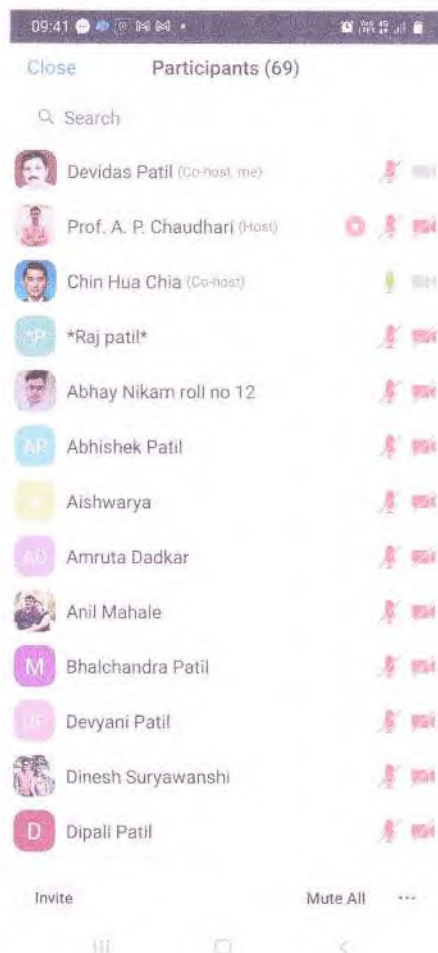 09:41
Close Participants (69)
Search
Devidas Patil (Co-host, me)
Prof. A. P. Chaudhari (Host)
Chin Hua Chia (Co-host)
*P
*Raj patil*
Abhay Nikam roll no 12
AP Abhishek Patil
Aishwarya
AD Amruta Dadkar
Anil Mahale
M Bhalchandra Patil
DP Devyani Patil
Dinesh Suryawanshi
D Dipali Patil
Invite Mute All ...